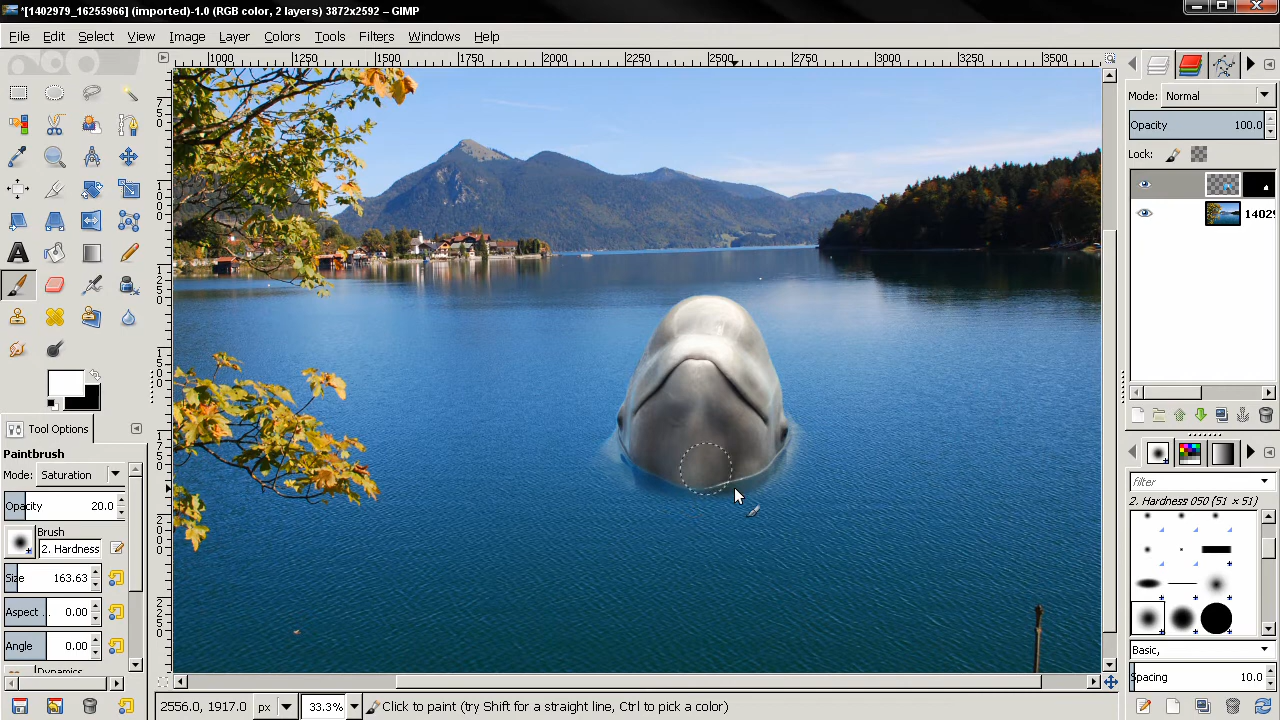 *[1402979_16255966] (imported)-1.0 (RGB color, 2 layers) 3872x2592 – GIMP
File Edit Select View Image Layer Colors Tools Filters Windows Help
1000 1250 1500 1750 2000 2250 2500 2750 3000 3250 3500
Mode: Normal
Opacity 100.0
Lock:
14029
Tool Options
Paintbrush
Mode: Saturation
Opacity 20.0
Brush
2. Hardness
Size 163.63
Aspect ... 0.00
Angle 0.00
Dynamics
filter
2. Hardness 050 (51 × 51)
Basic,
Spacing 10.0
2556.0, 1917.0 px 33.3% Click to paint (try Shift for a straight line, Ctrl to pick a color)